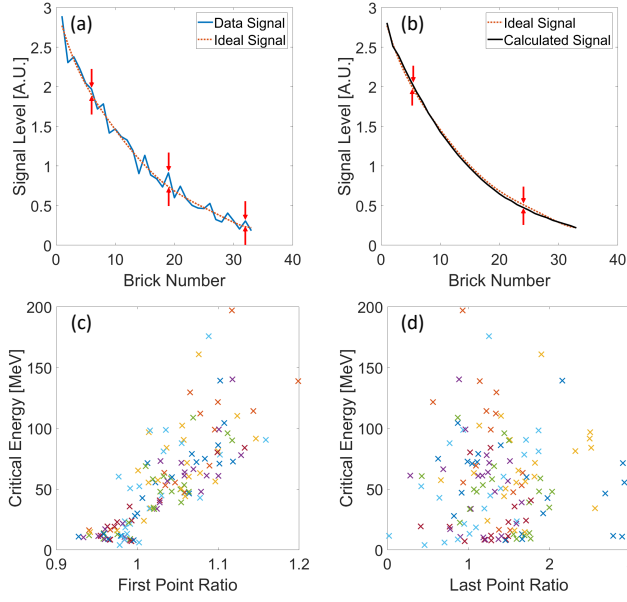 (a)
Data Signal
Ideal Signal
3
2.5
2
1.5
1
0.5
0
Signal Level [A.U.]
0 10 20 30 40
Brick Number
(b)
Ideal Signal
Calculated Signal
3
2.5
2
1.5
1
0.5
0
Signal Level [A.U.]
0 10 20 30 40
Brick Number
(c)
200
150
100
50
0
Critical Energy [MeV]
0.9 1 1.1 1.2
First Point Ratio
(d)
200
150
100
50
0
Critical Energy [MeV]
0 1 2
Last Point Ratio